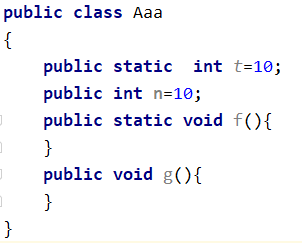 public class Aaa
{
    public static  int t=10;
    public int n=10;
    public static void f(){
    }
    public void g(){
    }
}